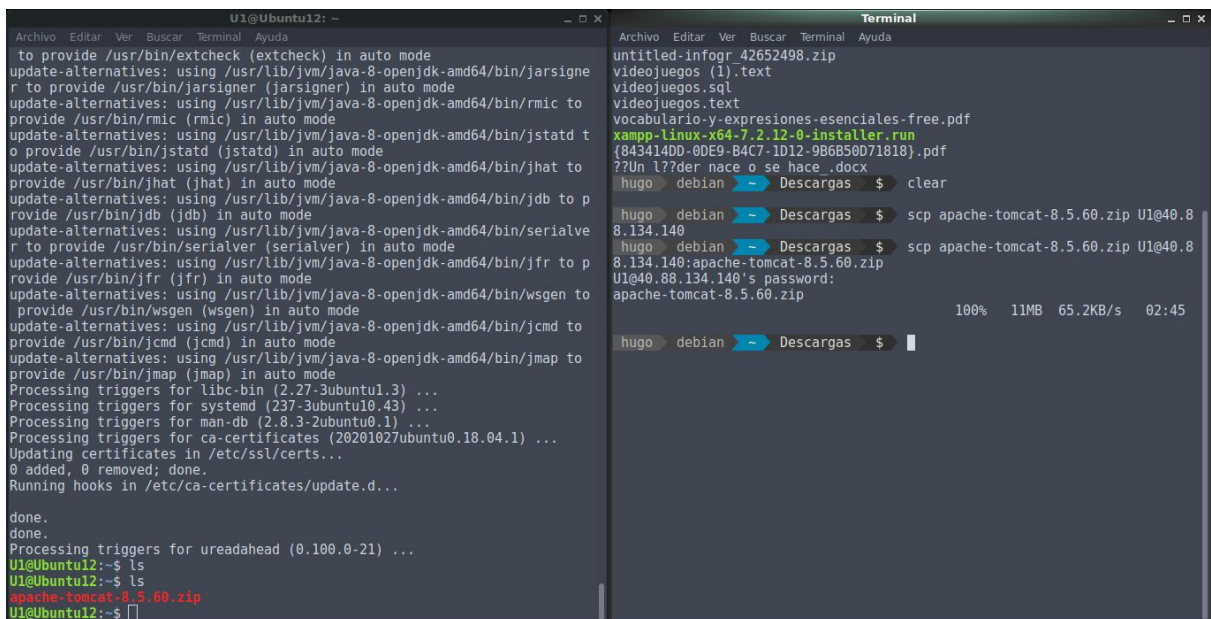 U1@Ubuntu12: ~
Archivo Editar Ver Buscar Terminal Ayuda
to provide /usr/bin/extcheck (extcheck) in auto mode
update-alternatives: using /usr/lib/jvm/java-8-openjdk-amd64/bin/jarsigne
r to provide /usr/bin/jarsigner (jarsigner) in auto mode
update-alternatives: using /usr/lib/jvm/java-8-openjdk-amd64/bin/rmic to
provide /usr/bin/rmic (rmic) in auto mode
update-alternatives: using /usr/lib/jvm/java-8-openjdk-amd64/bin/jstatd t
o provide /usr/bin/jstatd (jstatd) in auto mode
update-alternatives: using /usr/lib/jvm/java-8-openjdk-amd64/bin/jhat to
provide /usr/bin/jhat (jhat) in auto mode
update-alternatives: using /usr/lib/jvm/java-8-openjdk-amd64/bin/jdb to p
rovide /usr/bin/jdb (jdb) in auto mode
update-alternatives: using /usr/lib/jvm/java-8-openjdk-amd64/bin/serialve
r to provide /usr/bin/serialver (serialver) in auto mode
update-alternatives: using /usr/lib/jvm/java-8-openjdk-amd64/bin/jfr to p
rovide /usr/bin/jfr (jfr) in auto mode
update-alternatives: using /usr/lib/jvm/java-8-openjdk-amd64/bin/wsgen to
provide /usr/bin/wsgen (wsgen) in auto mode
update-alternatives: using /usr/lib/jvm/java-8-openjdk-amd64/bin/jcmd to
provide /usr/bin/jcmd (jcmd) in auto mode
update-alternatives: using /usr/lib/jvm/java-8-openjdk-amd64/bin/jmap to
provide /usr/bin/jmap (jmap) in auto mode
Processing triggers for libc-bin (2.27-3ubuntu1.3) ...
Processing triggers for systemd (237-3ubuntu10.43) ...
Processing triggers for man-db (2.8.3-2ubuntu0.1) ...
Processing triggers for ca-certificates (20201027ubuntu0.18.04.1) ...
Updating certificates in /etc/ssl/certs...
0 added, 0 removed; done.
Running hooks in /etc/ca-certificates/update.d...
done.
done.
Processing triggers for ureadahead (0.100.0-21) ...
U1@Ubuntu12:~$ ls
U1@Ubuntu12:~$ ls
apache-tomcat-8.5.60.zip
U1@Ubuntu12:~$
Terminal
Archivo Editar Ver Buscar Terminal Ayuda
untitled-infogr_42652498.zip
videojuegos (1).text
videojuegos.sql
videojuegos.text
vocabulario-y-expresiones-esenciales-free.pdf
xampp-linux-x64-7.2.12-0-installer.run
{843414DD-0DE9-B4C7-1D12-9B6B50D71818}.pdf
??Un l??der nace o se hace_.docx
hugo debian ~ Descargas $ clear
hugo debian ~ Descargas $ scp apache-tomcat-8.5.60.zip U1@40.8
8.134.140
hugo debian ~ Descargas $ scp apache-tomcat-8.5.60.zip U1@40.8
8.134.140:apache-tomcat-8.5.60.zip
U1@40.88.134.140's password:
apache-tomcat-8.5.60.zip
100% 11MB 65.2KB/s 02:45
hugo debian ~ Descargas $